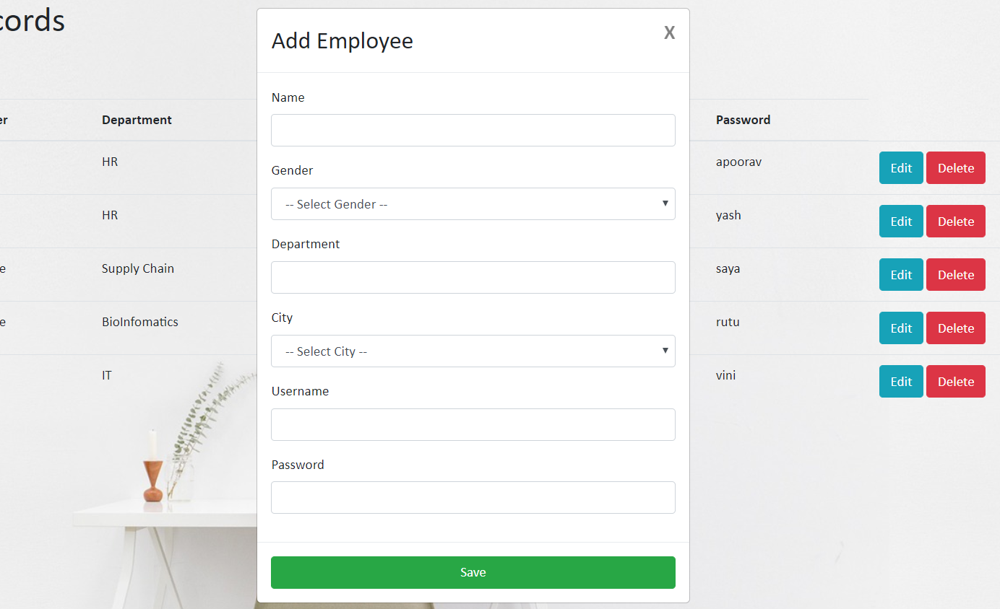 cords
Add Employee
X
Name
er Department Password
HR apoorav Edit Delete
Gender
-- Select Gender --
HR yash Edit Delete
Department
e Supply Chain saya Edit Delete
City
e BioInfomatics rutu Edit Delete
-- Select City --
IT vini Edit Delete
Username
Password
Save